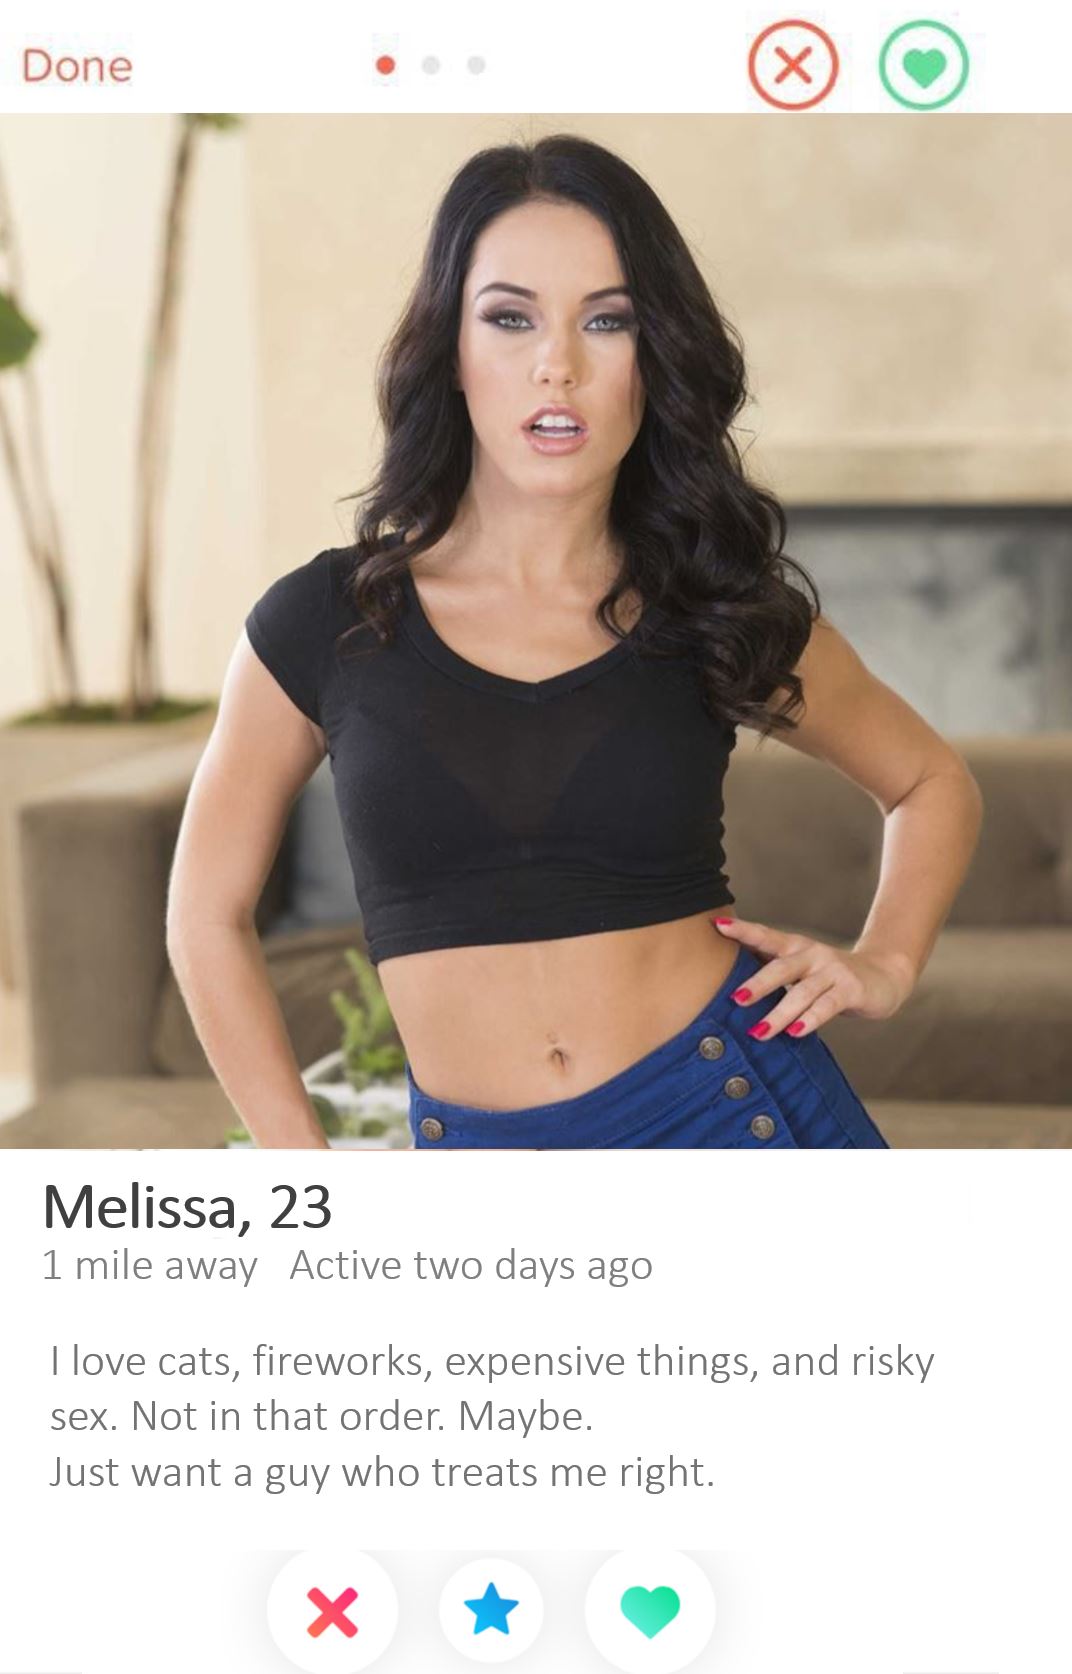 Done
Melissa, 23
1 mile away Active two days ago
I love cats, fireworks, expensive things, and risky
sex. Not in that order. Maybe.
Just want a guy who treats me right.